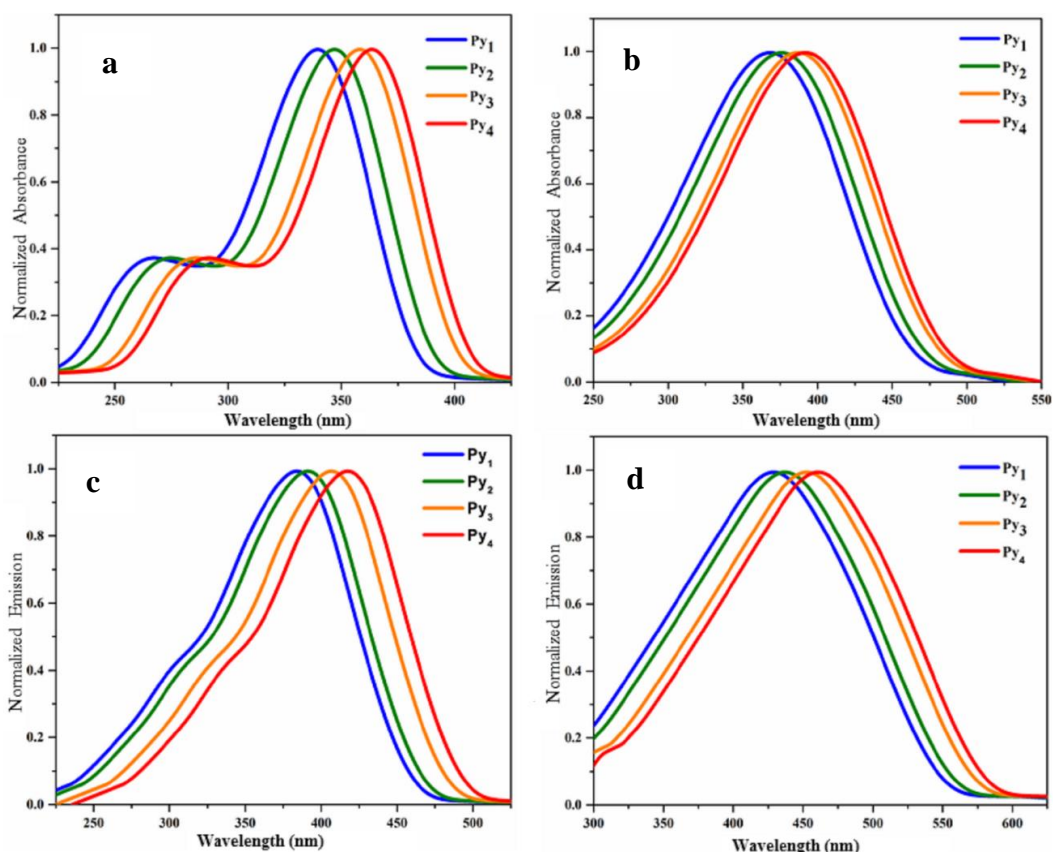 a
Py1
Py2
Py3
Py4
Normalized Absorbance
1.0
0.8
0.6
0.4
0.2
0.0
250 300 350 400
Wavelength (nm)
b
Py1
Py2
Py3
Py4
Normalized Absorbance
1.0
0.8
0.6
0.4
0.2
0.0
250 300 350 400 450 500 550
Wavelength (nm)
c
Py1
Py2
Py3
Py4
Normalized Emission
1.0
0.8
0.6
0.4
0.2
0.0
250 300 350 400 450 500
Wavelength (nm)
d
Py1
Py2
Py3
Py4
Normalized Emission
1.0
0.8
0.6
0.4
0.2
0.0
300 350 400 450 500 550 600
Wavelength (nm)